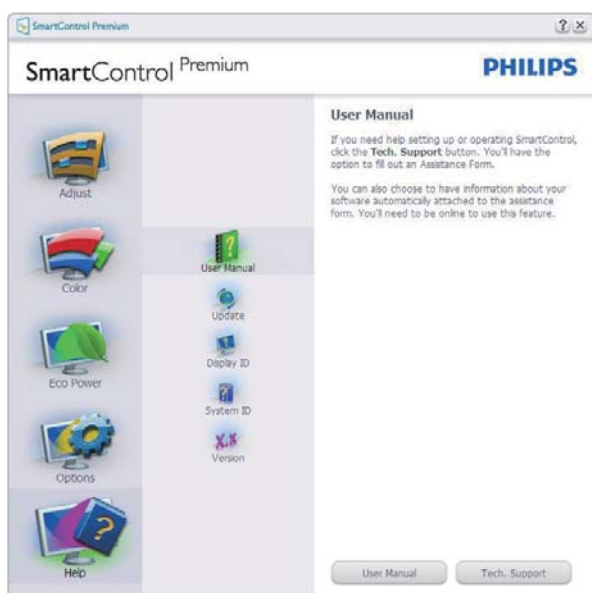 SmartControl Premium
SmartControl Premium
PHILIPS
Adjust
Color
Eco Power
Options
Help
User Manual
Update
Display ID
System ID
X.X
Version
User Manual
If you need help setting up or operating SmartControl,
click the Tech. Support button. You'll have the
option to fill out an Assistance Form.
You can also choose to have information about your
software automatically attached to the assistance
form. You'll need to be online to use this feature.
User Manual
Tech. Support